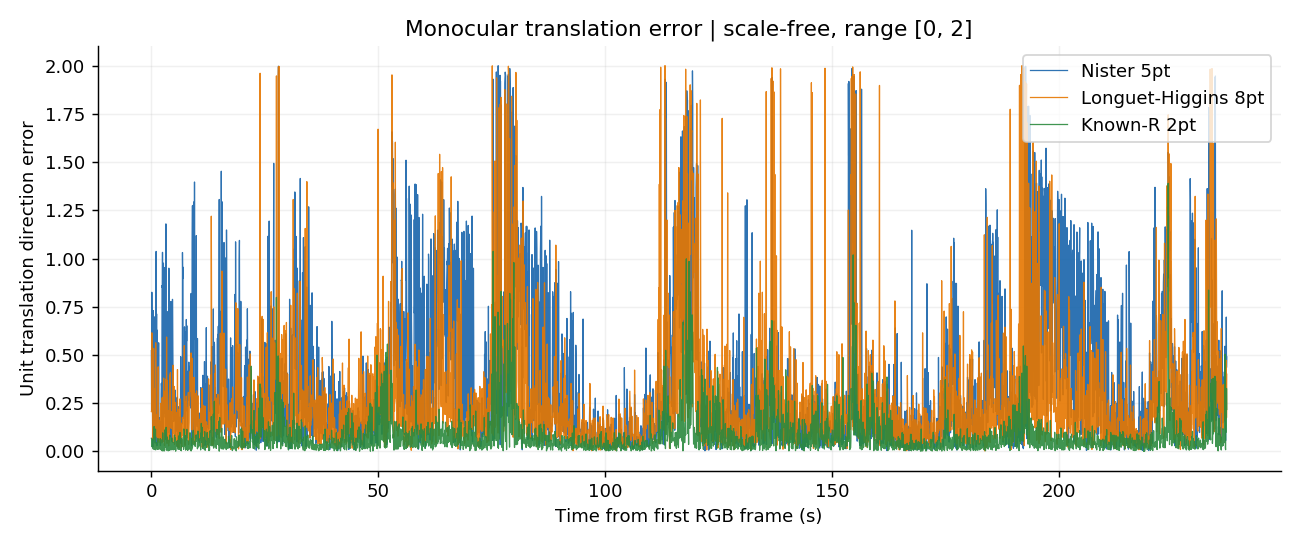 Monocular translation error | scale-free, range [0, 2]
Unit translation direction error
2.00
1.75
1.50
1.25
1.00
0.75
0.50
0.25
0.00
Nister 5pt
Longuet-Higgins 8pt
Known-R 2pt
0
50
100
150
200
Time from first RGB frame (s)